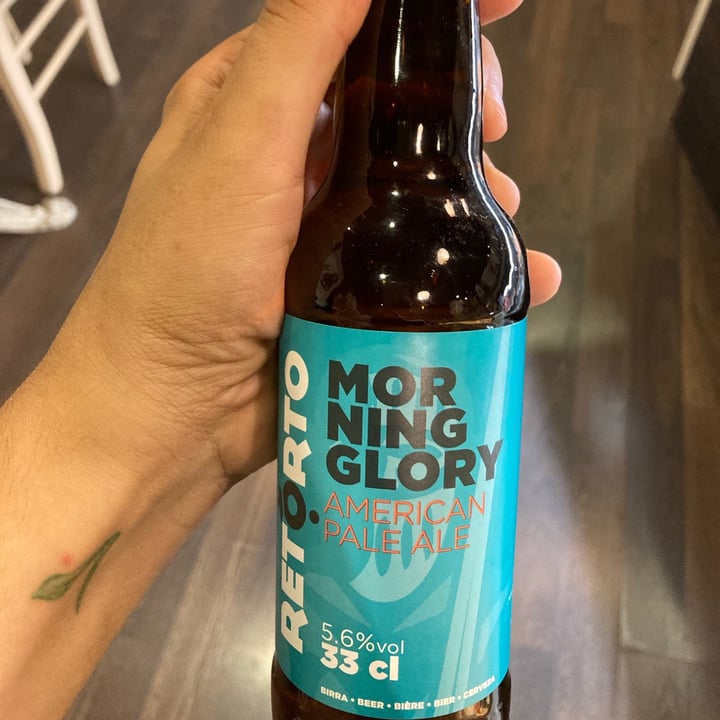 RETORTO
MOR
NING
GLORY
AMERICAN
PALE ALE
5.6%vol
33 cl
BIRRA • BEER • BIÈRE • BIER • CERVEZA